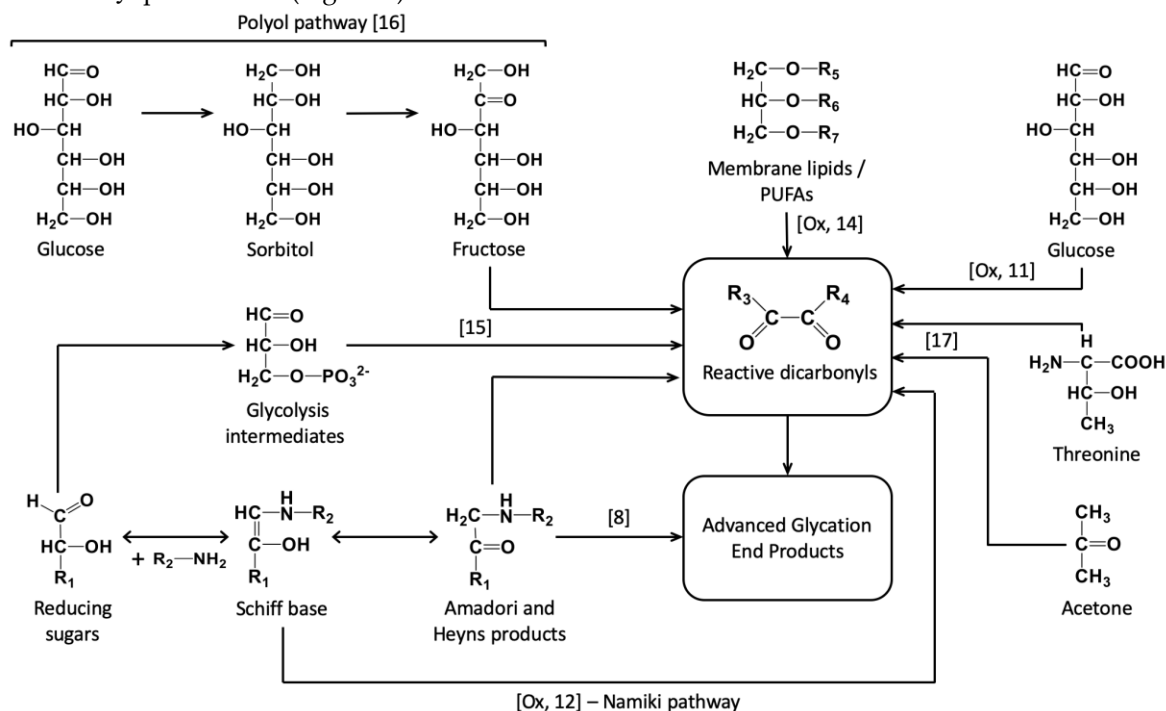 Polyol pathway [16]
HC=O
HC—OH
HO—CH
CH—OH
CH—OH
H₂C—OH
Glucose
H₂C—OH
HC—OH
HO—CH
CH—OH
CH—OH
H₂C—OH
Sorbitol
H₂C—OH
C=O
HO—CH
CH—OH
CH—OH
H₂C—OH
Fructose
H₂C—O—R₅
HC—O—R₆
H₂C—O—R₇
Membrane lipids /
PUFAs
[Ox, 14]
HC=O
HC—OH
HO—CH
CH—OH
CH—OH
H₂C—OH
Glucose
[Ox, 11]
R₃ R₄
C—C
O O
Reactive dicarbonyls
HC=O
HC—OH
H₂C—O—PO₃²⁻
Glycolysis
intermediates
[15]
[17]
H
H₂N—C—COOH
HC—OH
CH₃
Threonine
H O
C
HC—OH
R₁
Reducing
sugars
+ R₂—NH₂
H
HC—N—R₂
C—OH
R₁
Schiff base
H
H₂C—N—R₂
C=O
R₁
Amadori and
Heyns products
[8]
Advanced Glycation
End Products
CH₃
C=O
CH₃
Acetone
[Ox, 12] – Namiki pathway